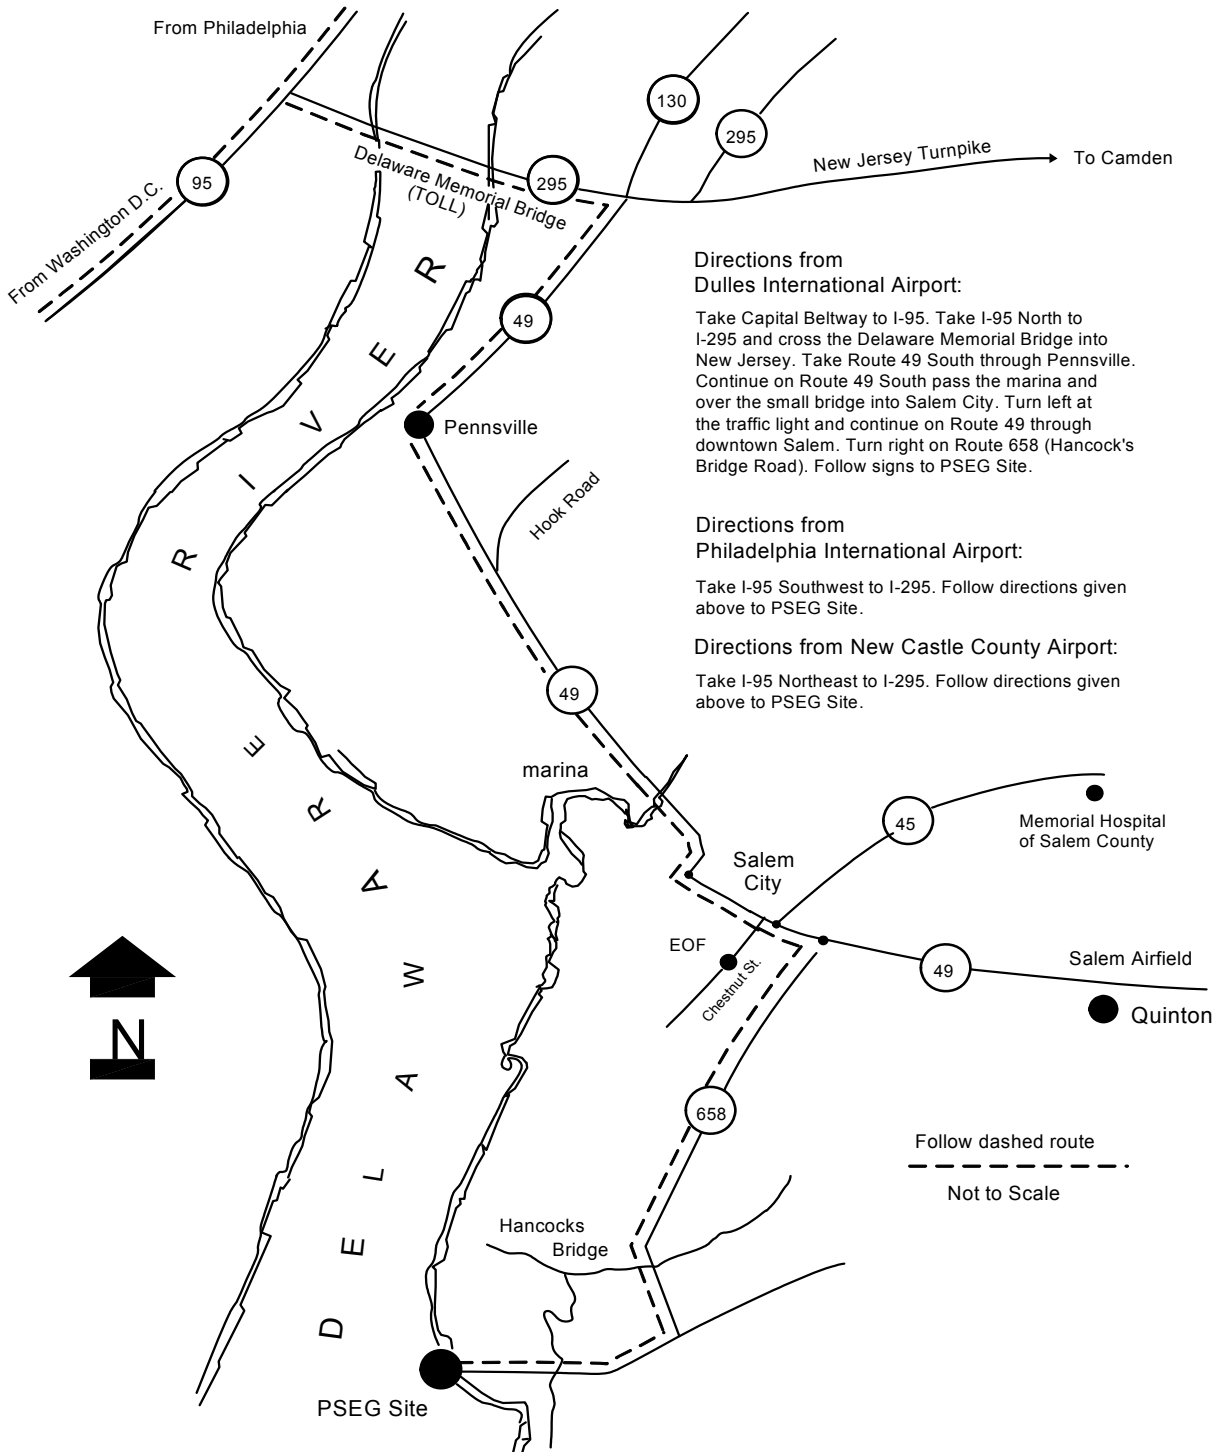 From Philadelphia
130
295
New Jersey Turnpike
To Camden
95
From Washington D.C.
Delaware Memorial Bridge
(TOLL)
295
49
Directions from
Dulles International Airport:
Take Capital Beltway to I-95. Take I-95 North to
I-295 and cross the Delaware Memorial Bridge into
New Jersey. Take Route 49 South through Pennsville.
Continue on Route 49 South pass the marina and
over the small bridge into Salem City. Turn left at
the traffic light and continue on Route 49 through
downtown Salem. Turn right on Route 658 (Hancock's
Bridge Road). Follow signs to PSEG Site.
Pennsville
Hook Road
Directions from
Philadelphia International Airport:
Take I-95 Southwest to I-295. Follow directions given
above to PSEG Site.
Directions from New Castle County Airport:
Take I-95 Northeast to I-295. Follow directions given
above to PSEG Site.
49
marina
45
Memorial Hospital
of Salem County
Salem
City
EOF
Chestnut St.
49
Salem Airfield
Quinton
DELAWARE RIVER
N
658
Follow dashed route
Not to Scale
Hancocks
Bridge
PSEG Site